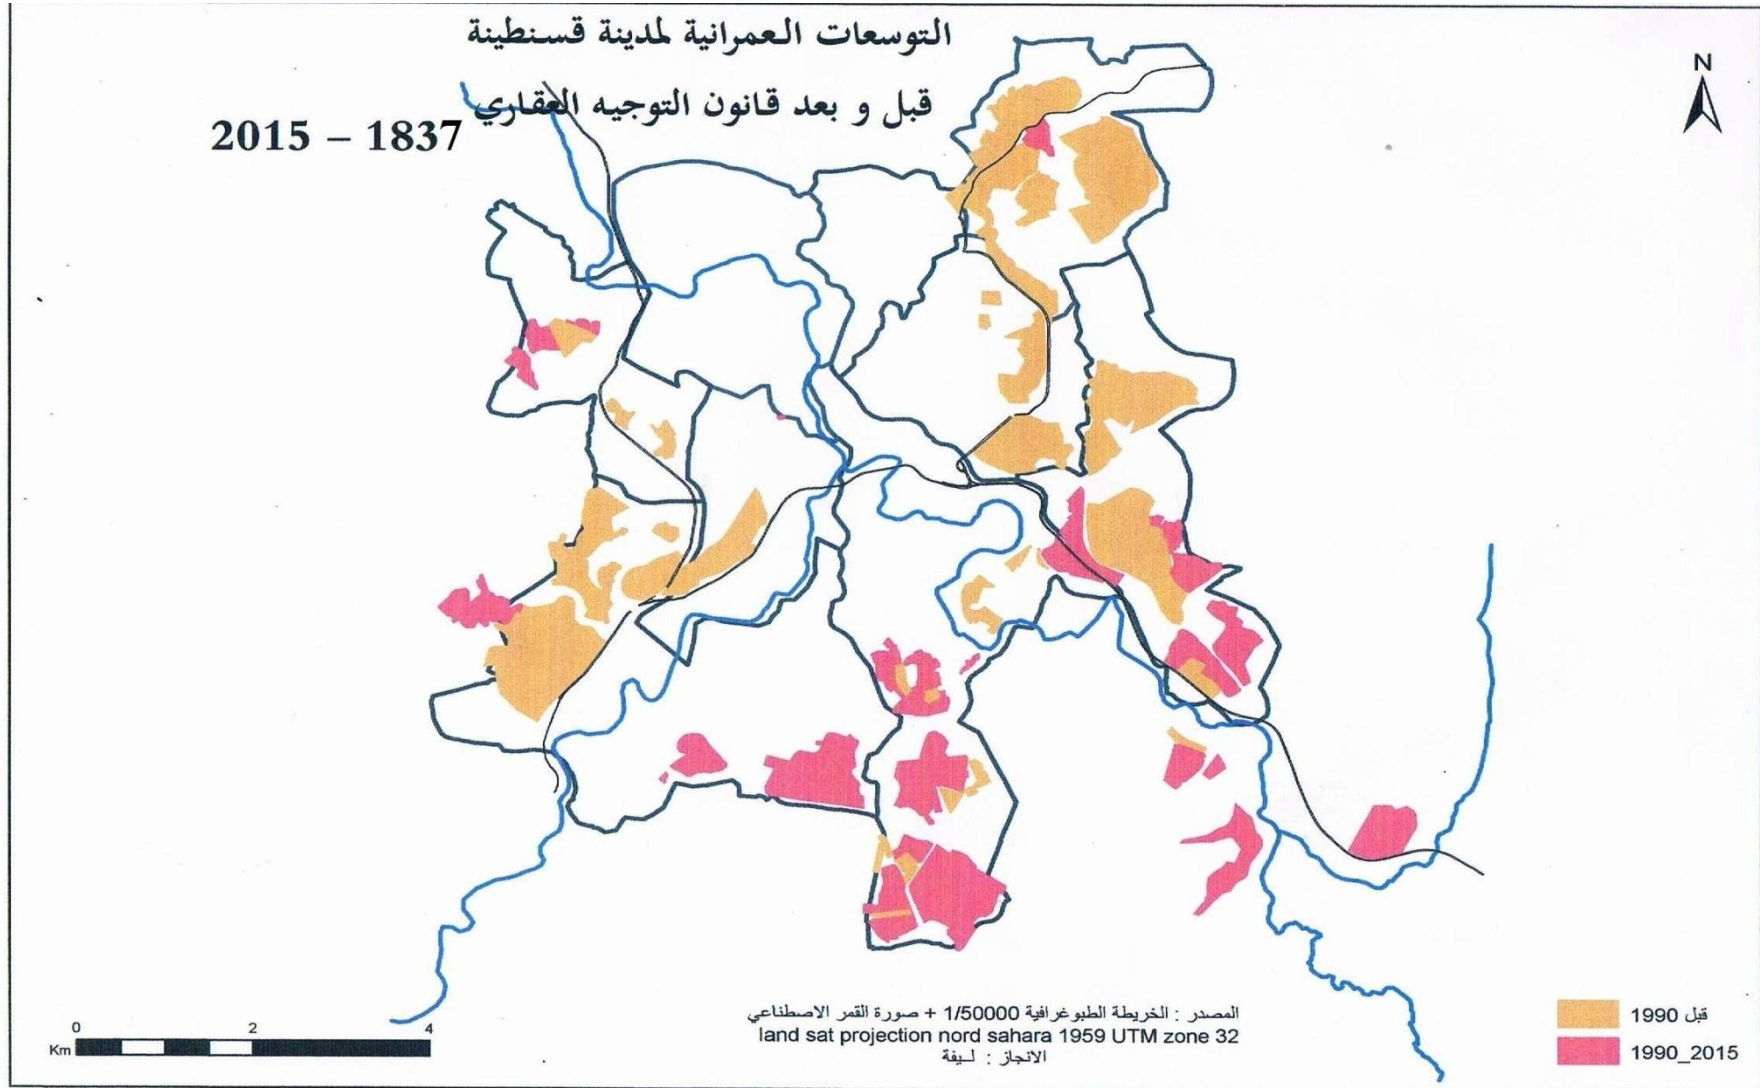 التوسعات العمرانية لمدينة قسنطينة
قبل و بعد قانون التوجيه العقاري
2015 – 1837
N
0 2 4
Km
المصدر : الخريطة الطبوغرافية 1/50000 + صورة القمر الاصطناعي
land sat projection nord sahara 1959 UTM zone 32
الانجاز : ليفة
قبل 1990
1990_2015